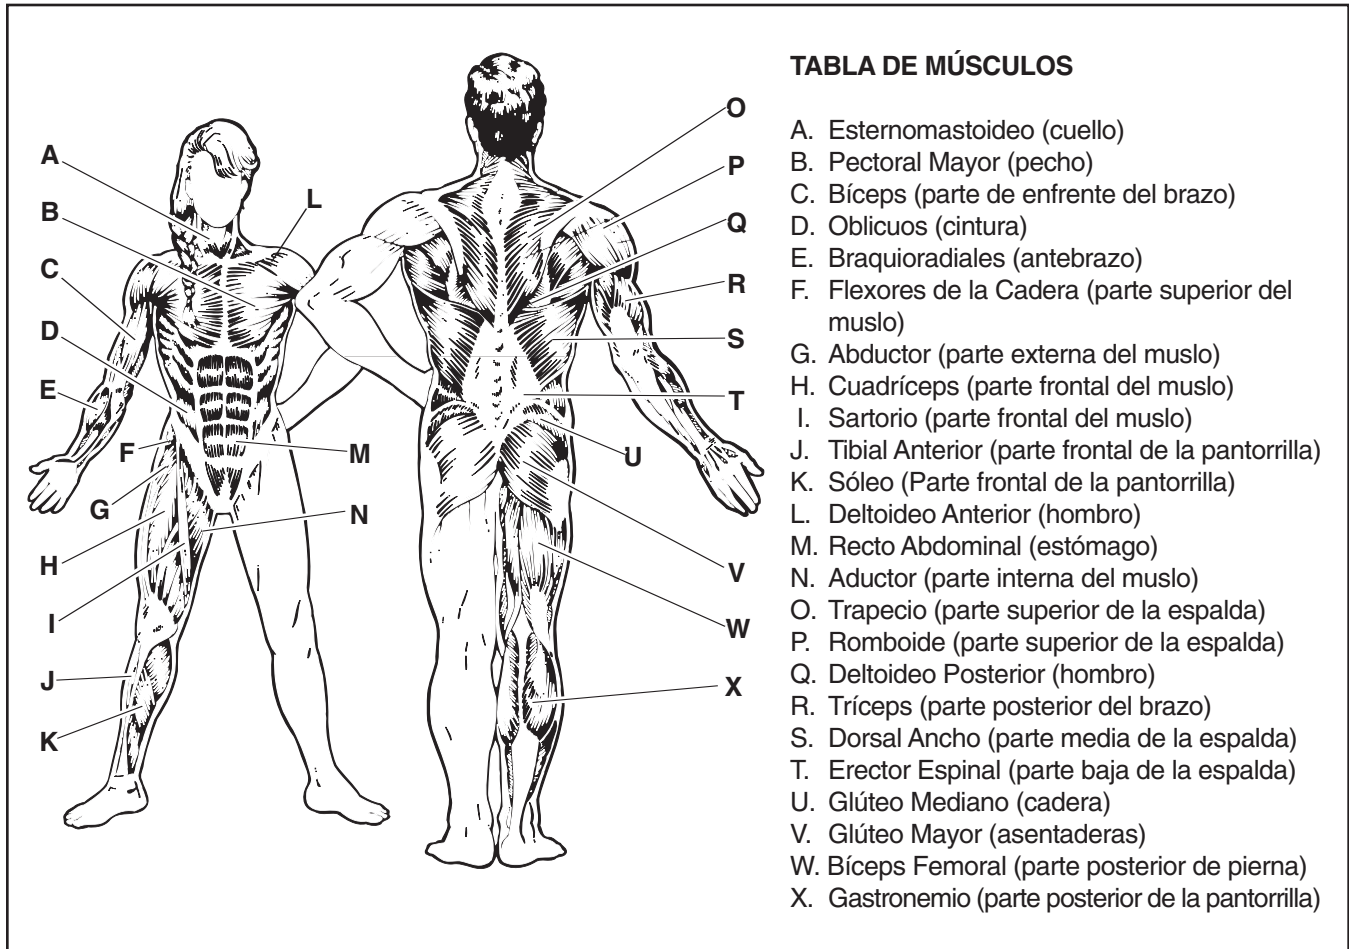 TABLA DE MÚSCULOS
A. Esternomastoideo (cuello)
B. Pectoral Mayor (pecho)
C. Bíceps (parte de enfrente del brazo)
D. Oblicuos (cintura)
E. Braquioradiales (antebrazo)
F. Flexores de la Cadera (parte superior del
muslo)
G. Abductor (parte externa del muslo)
H. Cuadríceps (parte frontal del muslo)
I. Sartorio (parte frontal del muslo)
J. Tibial Anterior (parte frontal de la pantorrilla)
K. Sóleo (Parte frontal de la pantorrilla)
L. Deltoideo Anterior (hombro)
M. Recto Abdominal (estómago)
N. Aductor (parte interna del muslo)
O. Trapecio (parte superior de la espalda)
P. Romboide (parte superior de la espalda)
Q. Deltoideo Posterior (hombro)
R. Tríceps (parte posterior del brazo)
S. Dorsal Ancho (parte media de la espalda)
T. Erector Espinal (parte baja de la espalda)
U. Glúteo Mediano (cadera)
V. Glúteo Mayor (asentaderas)
W. Bíceps Femoral (parte posterior de pierna)
X. Gastronemio (parte posterior de la pantorrilla)
A
B
C
D
E
F
G
H
I
J
K
L
M
N
O
P
Q
R
S
T
U
V
W
X